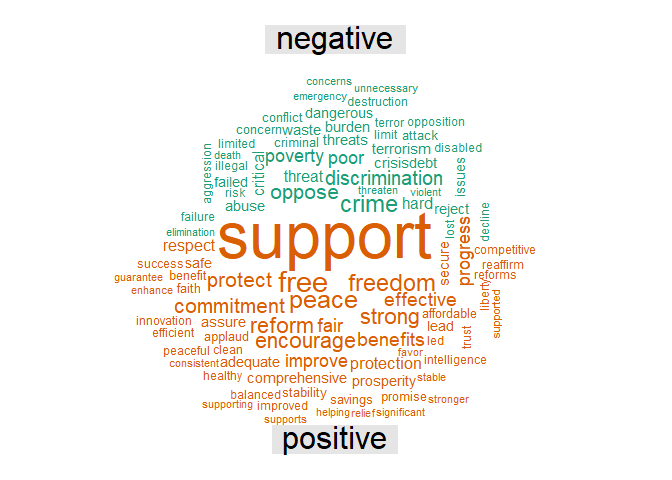 negative
concerns
unnecessary
emergency
destruction
conflict
dangerous
concern
waste
burden
terror
opposition
limited
criminal
threats
limit
attack
death
poverty
poor
terrorism
disabled
aggression
illegal
critical
crisis
debt
issues
failed
threat
discrimination
risk
oppose
threaten
violent
abuse
crime
hard
reject
failure
lost
decline
elimination
support
respect
progress
competitive
secure
success
safe
reaffirm
guarantee
benefit
protect
free
freedom
reforms
enhance
faith
liberty
supported
commitment
peace
effective
innovation
assure
reform
fair
strong
affordable
efficient
applaud
lead
trust
peaceful
clean
encourage
benefits
led
favor
consistent
adequate
improve
protection
intelligence
healthy
comprehensive
prosperity
stable
balanced
stability
savings
promise
stronger
supporting
improved
helping
relief
significant
supports
positive